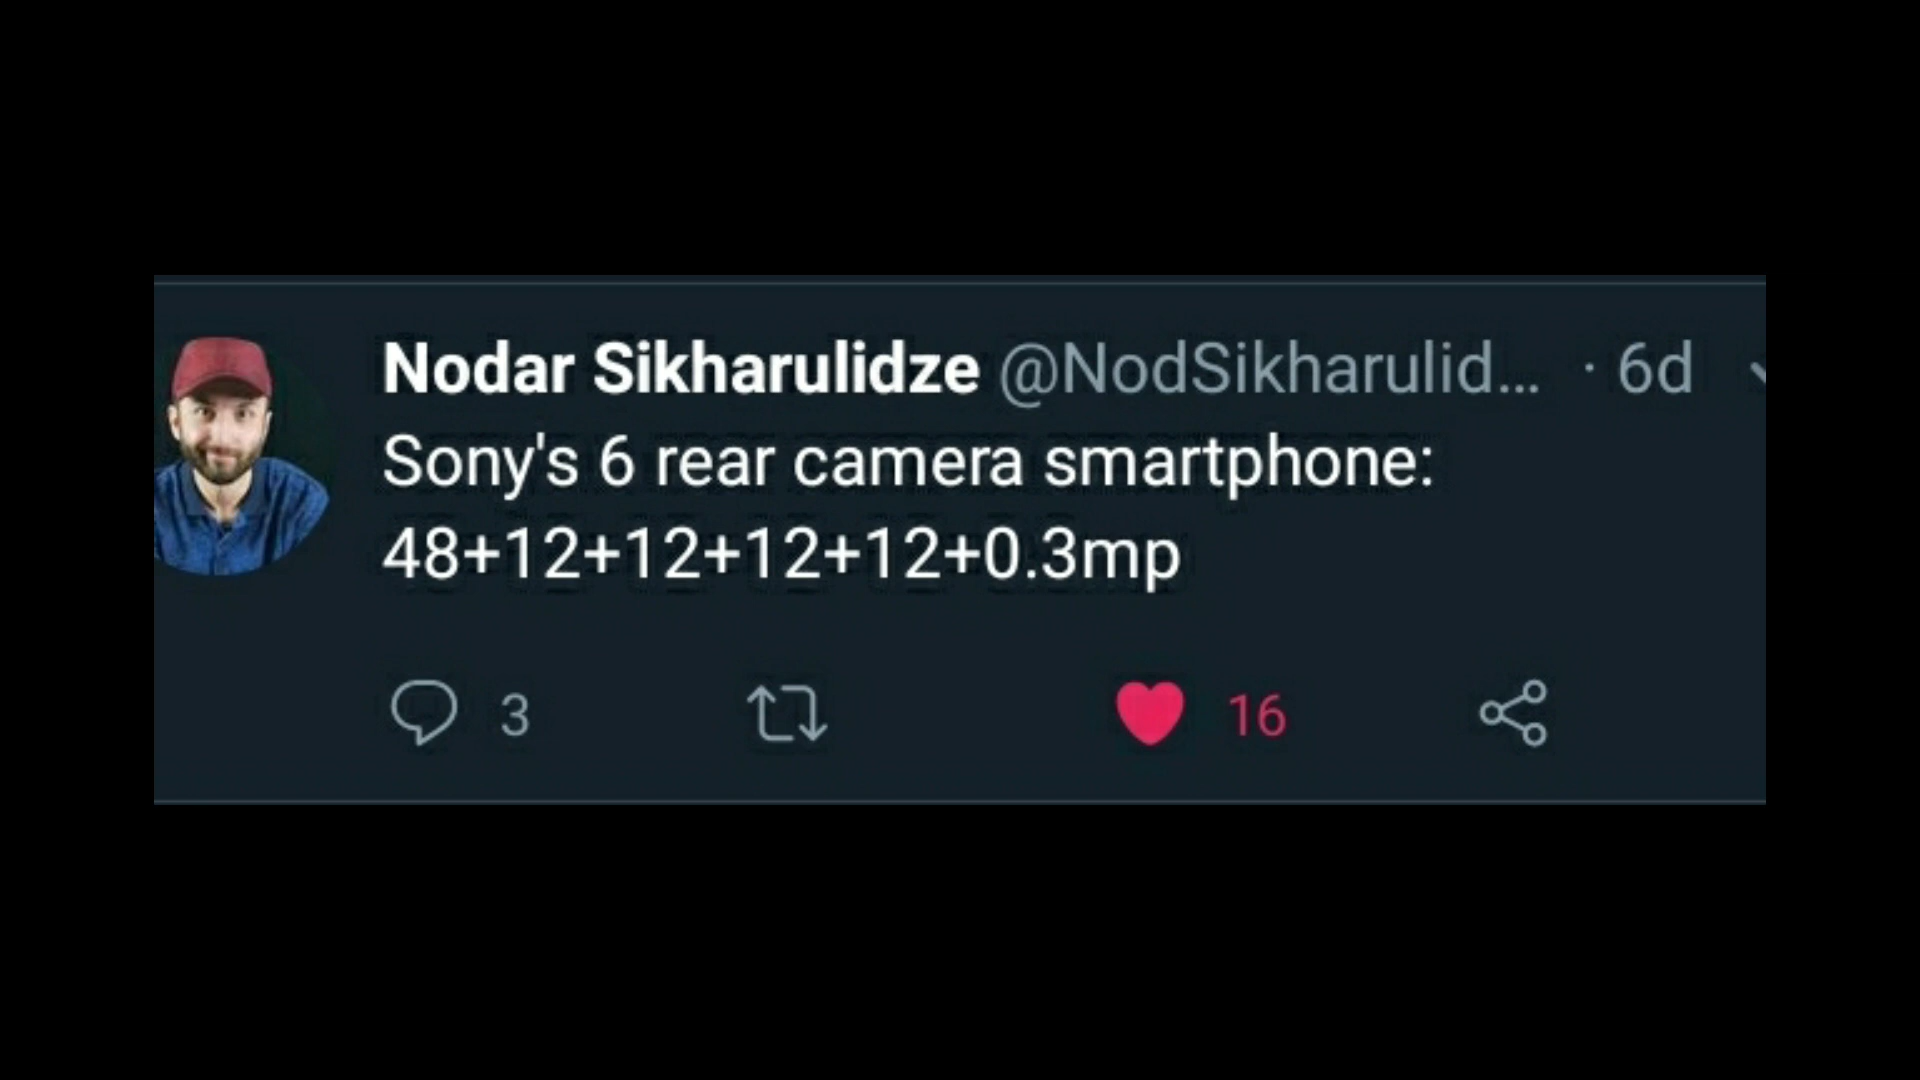 Nodar Sikharulidze @NodSikharulid... · 6d
Sony's 6 rear camera smartphone:
48+12+12+12+12+0.3mp
3 16